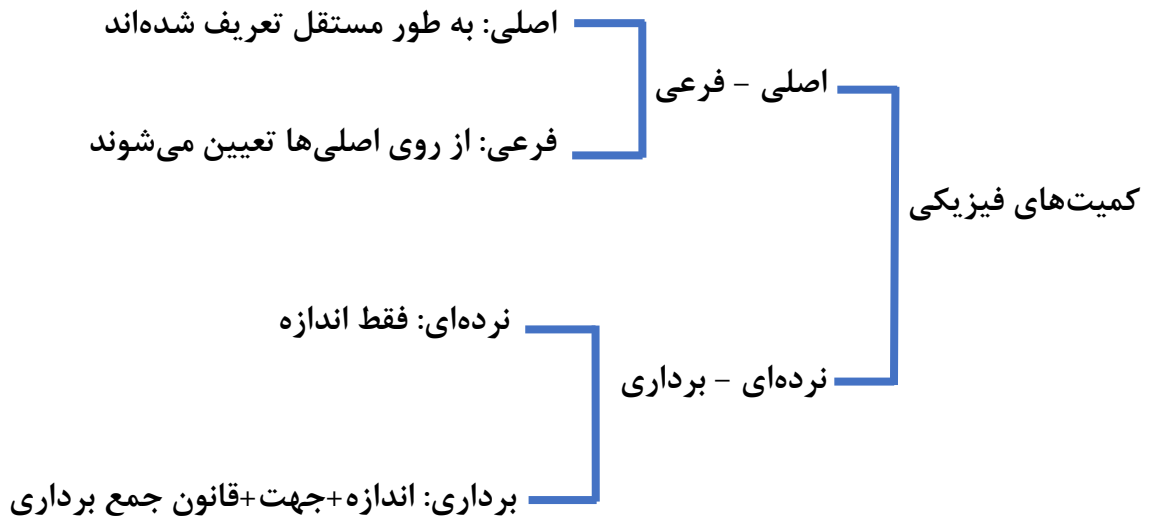 کمیت‌های فیزیکی
اصلی – فرعی
اصلی: به طور مستقل تعریف شده‌اند
فرعی: از روی اصلی‌ها تعیین می‌شوند
نرده‌ای – برداری
نرده‌ای: فقط اندازه
برداری: اندازه+جهت+قانون جمع برداری